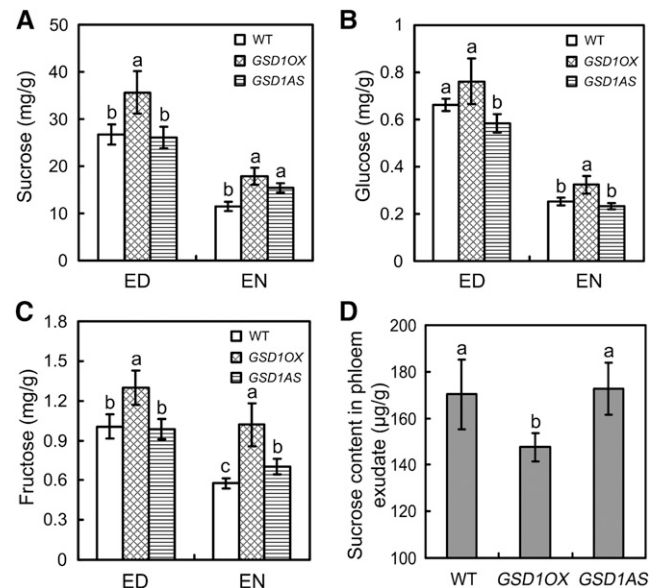 A
50
40
30
20
10
0
Sucrose (mg/g)
WT
GSD1OX
GSD1AS
b a b
b a a
ED EN
B
1
0.8
0.6
0.4
0.2
0
Glucose (mg/g)
WT
GSD1OX
GSD1AS
a a b
b a b
ED EN
C
1.8
1.5
1.2
0.9
0.6
0.3
0
Fructose (mg/g)
WT
GSD1OX
GSD1AS
b a b
c a b
ED EN
D
200
180
160
140
120
100
Sucrose content in phloem
exudate (µg/g)
a b a
WT GSD1OX GSD1AS